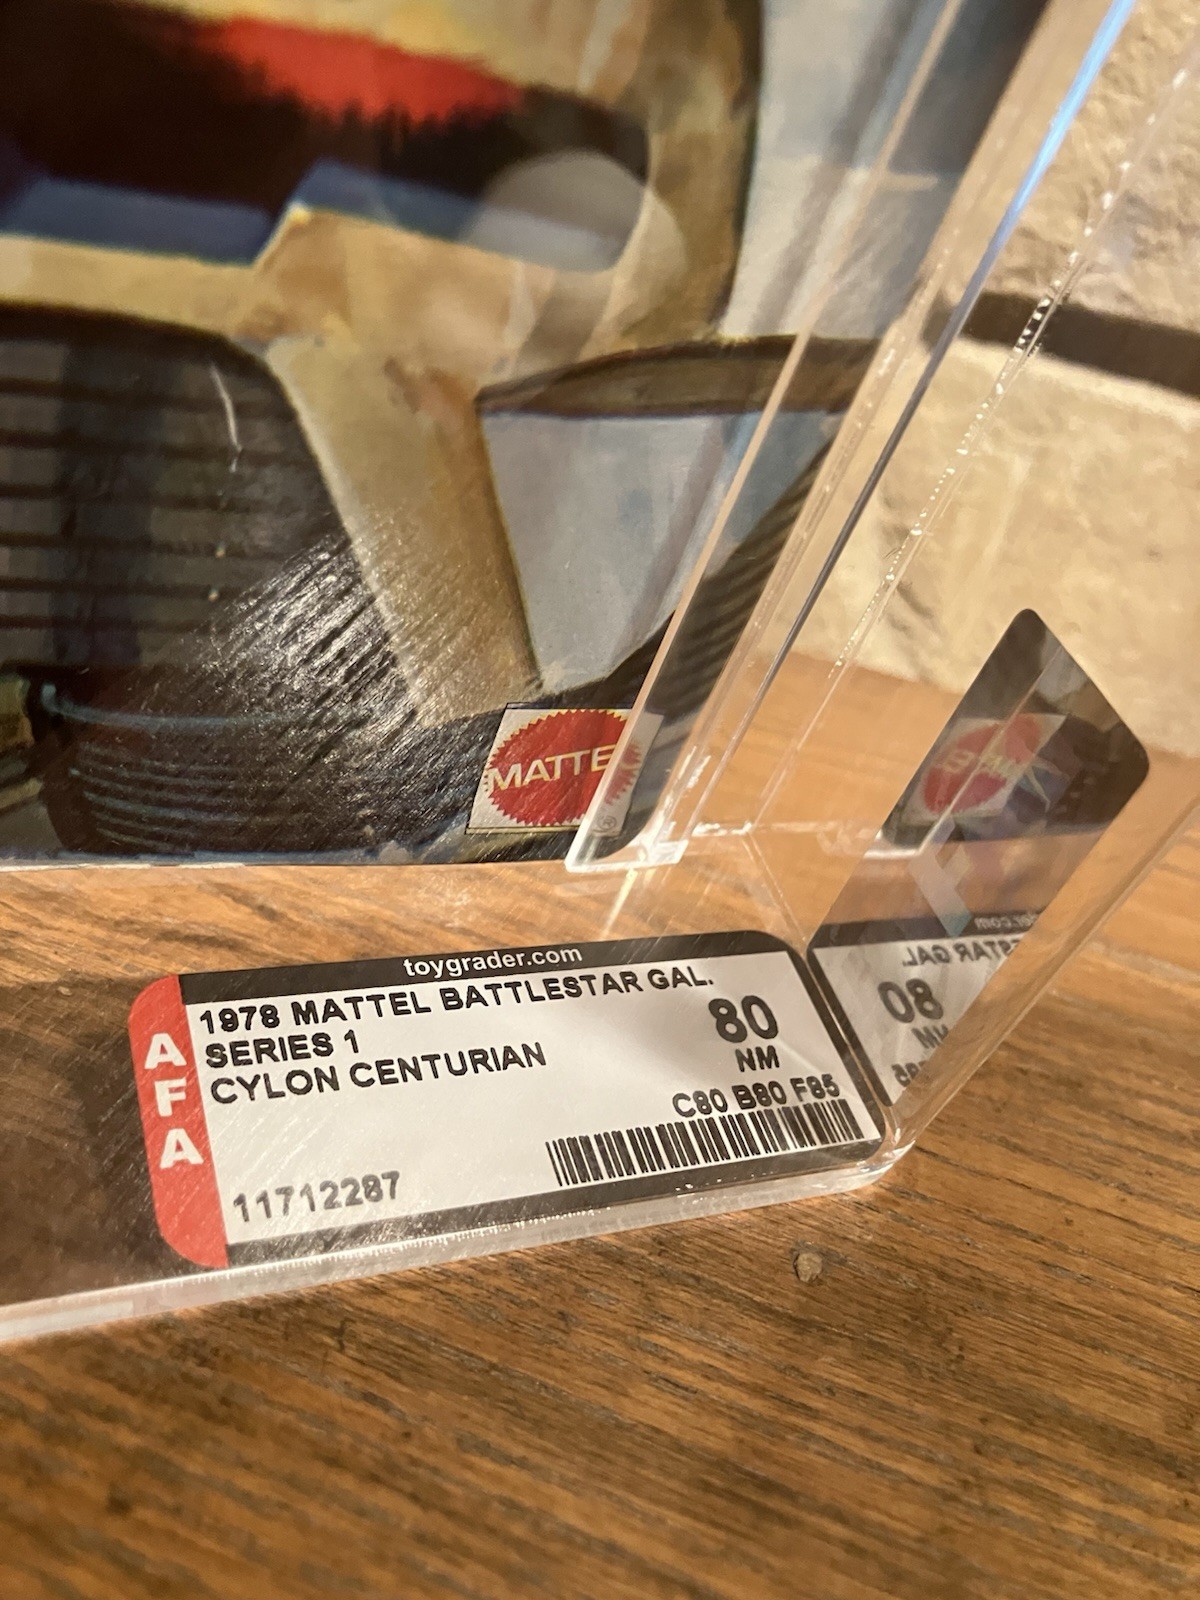 MATTEL
®
toygrader.com
1978 MATTEL BATTLESTAR GAL.
SERIES 1
CYLON CENTURIAN
80
NM
C80 B80 F85
AFA
11712287